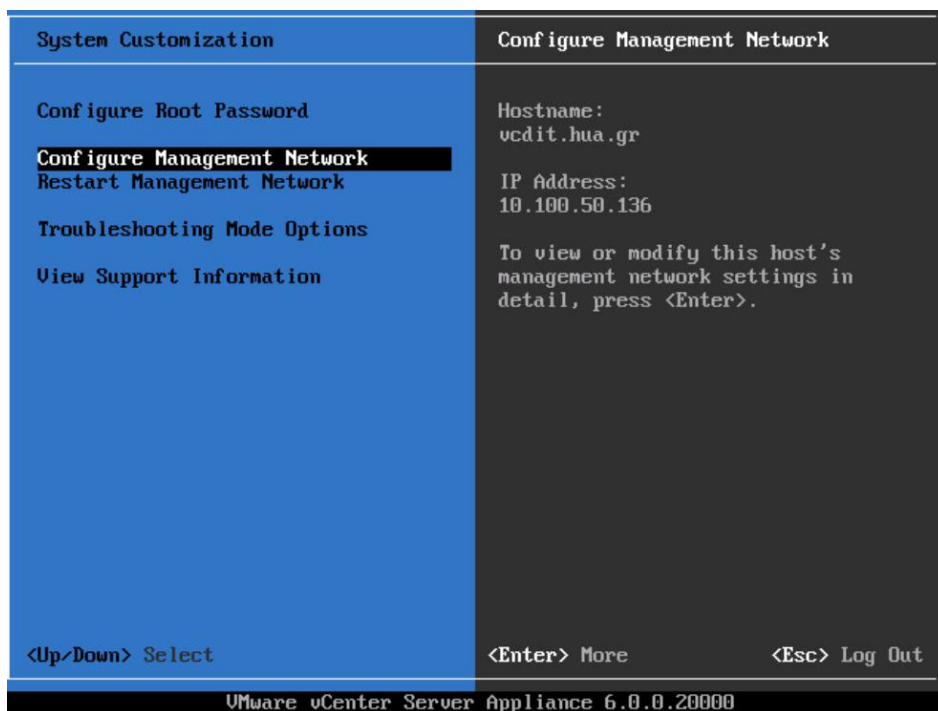 System Customization
Configure Root Password
Configure Management Network
Restart Management Network
Troubleshooting Mode Options
View Support Information
<Up/Down> Select
Configure Management Network
Hostname:
vcdit.hua.gr
IP Address:
10.100.50.136
To view or modify this host's
management network settings in
detail, press <Enter>.
<Enter> More
<Esc> Log Out
VMware vCenter Server Appliance 6.0.0.20000